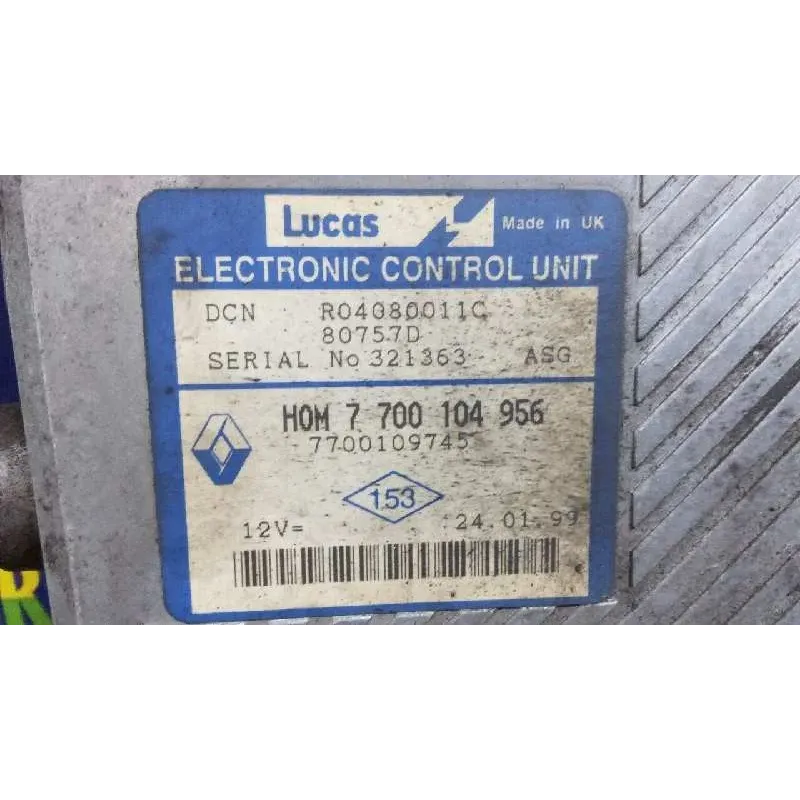 Lucas Made in UK
ELECTRONIC CONTROL UNIT
DCN R04080011C
80757D
SERIAL No 321363 ASG
HOM 7 700 104 956
7700109745
153
12V= 24.01.99
K